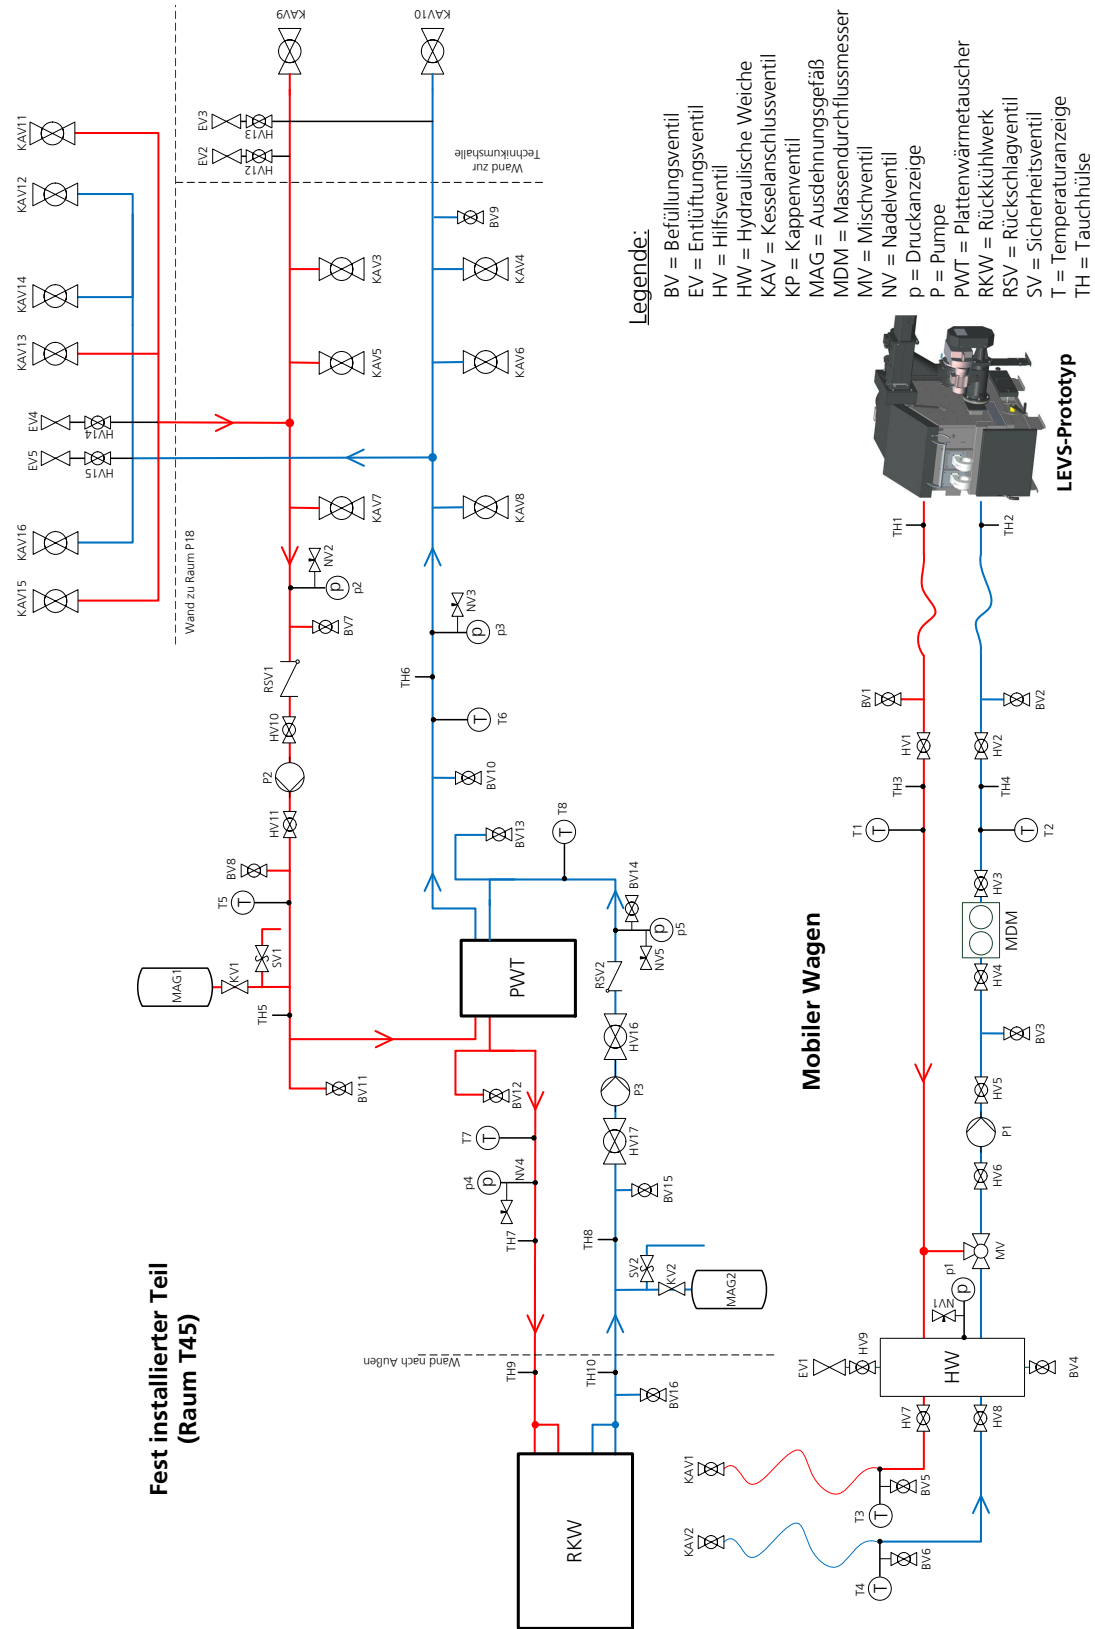 Fest installierter Teil
(Raum T45)
KAV15
KAV16
EV5
HV15
EV4
HV14
KAV13
KAV14
KAV12
KAV11
Wand zu Raum P18
EV2
HV12
EV3
HV13
KAV9
KAV10
Wand zur
Technikumshalle
BV11
TH5
MAG1
KV1
SV1
T5
BV8
HV11
P2
HV10
RSV1
BV7
p2
NV2
KAV7
KAV5
KAV3
PWT
BV10
T6
TH6
p3
NV3
KAV8
KAV6
KAV4
BV9
BV12
BV13
T7
p4
NV4
TH7
TH9
Wand nach Außen
T8
BV14
NV5
p5
RSV2
HV16
P3
HV17
BV15
TH8
SV2
KV2
MAG2
TH10
BV16
RKW
Mobiler Wagen
KAV1
KAV2
T3
BV5
T4
BV6
HV7
HV8
EV1
HV9
HW
BV4
NV1
p1
MV
HV6
P1
HV5
BV3
HV4
MDM
HV3
T1
T2
TH3
TH4
HV1
HV2
BV1
BV2
TH1
TH2
LEVS-Prototyp
Legende:
BV = Befüllungsventil
EV = Entlüftungsventil
HV = Hilfsventil
HW = Hydraulische Weiche
KAV = Kesselanschlussventil
KP = Kappenventil
MAG = Ausdehnungsgefäß
MDM = Massendurchflussmesser
MV = Mischventil
NV = Nadelventil
p = Druckanzeige
P = Pumpe
PWT = Plattenwärmetauscher
RKW = Rückkühlwerk
RSV = Rückschlagventil
SV = Sicherheitsventil
T = Temperaturanzeige
TH = Tauchhülse